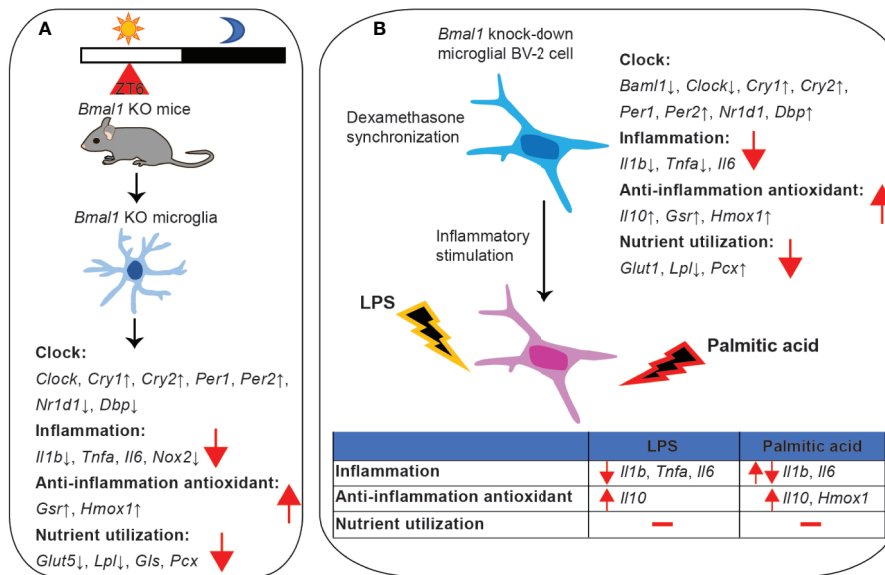 A
ZT6
Bmal1 KO mice
Bmal1 KO microglia
Clock:
Clock, Cry1↑, Cry2↑, Per1, Per2↑,
Nr1d1↓, Dbp↓
Inflammation:
Il1b↓, Tnfa, Il6, Nox2↓
Anti-inflammation antioxidant:
Gsr↑, Hmox1↑
Nutrient utilization:
Glut5↓, Lpl↓, Gls, Pcx
B
Bmal1 knock-down
microglial BV-2 cell
Dexamethasone
synchronization
Clock:
Baml1↓, Clock↓, Cry1↑, Cry2↑,
Per1, Per2↑, Nr1d1, Dbp↑
Inflammation:
Il1b↓, Tnfa↓, Il6
Anti-inflammation antioxidant:
Il10↑, Gsr↑, Hmox1↑
Nutrient utilization:
Glut1, Lpl↓, Pcx↑
Inflammatory
stimulation
LPS
Palmitic acid
LPS Palmitic acid
Inflammation ↓ Il1b, Tnfa, Il6 ↑↓ Il1b, Il6
Anti-inflammation antioxidant ↑ Il10 ↑ Il10, Hmox1
Nutrient utilization – –